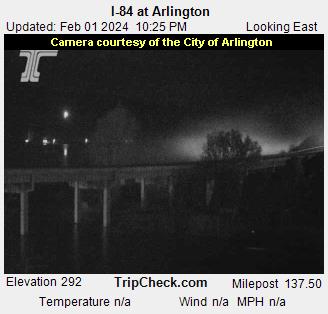 I-84 at Arlington
Updated: Feb 01 2024 10:25 PM Looking East
Camera courtesy of the City of Arlington
Elevation 292 TripCheck.com Milepost 137.50
Temperature n/a Wind n/a MPH n/a